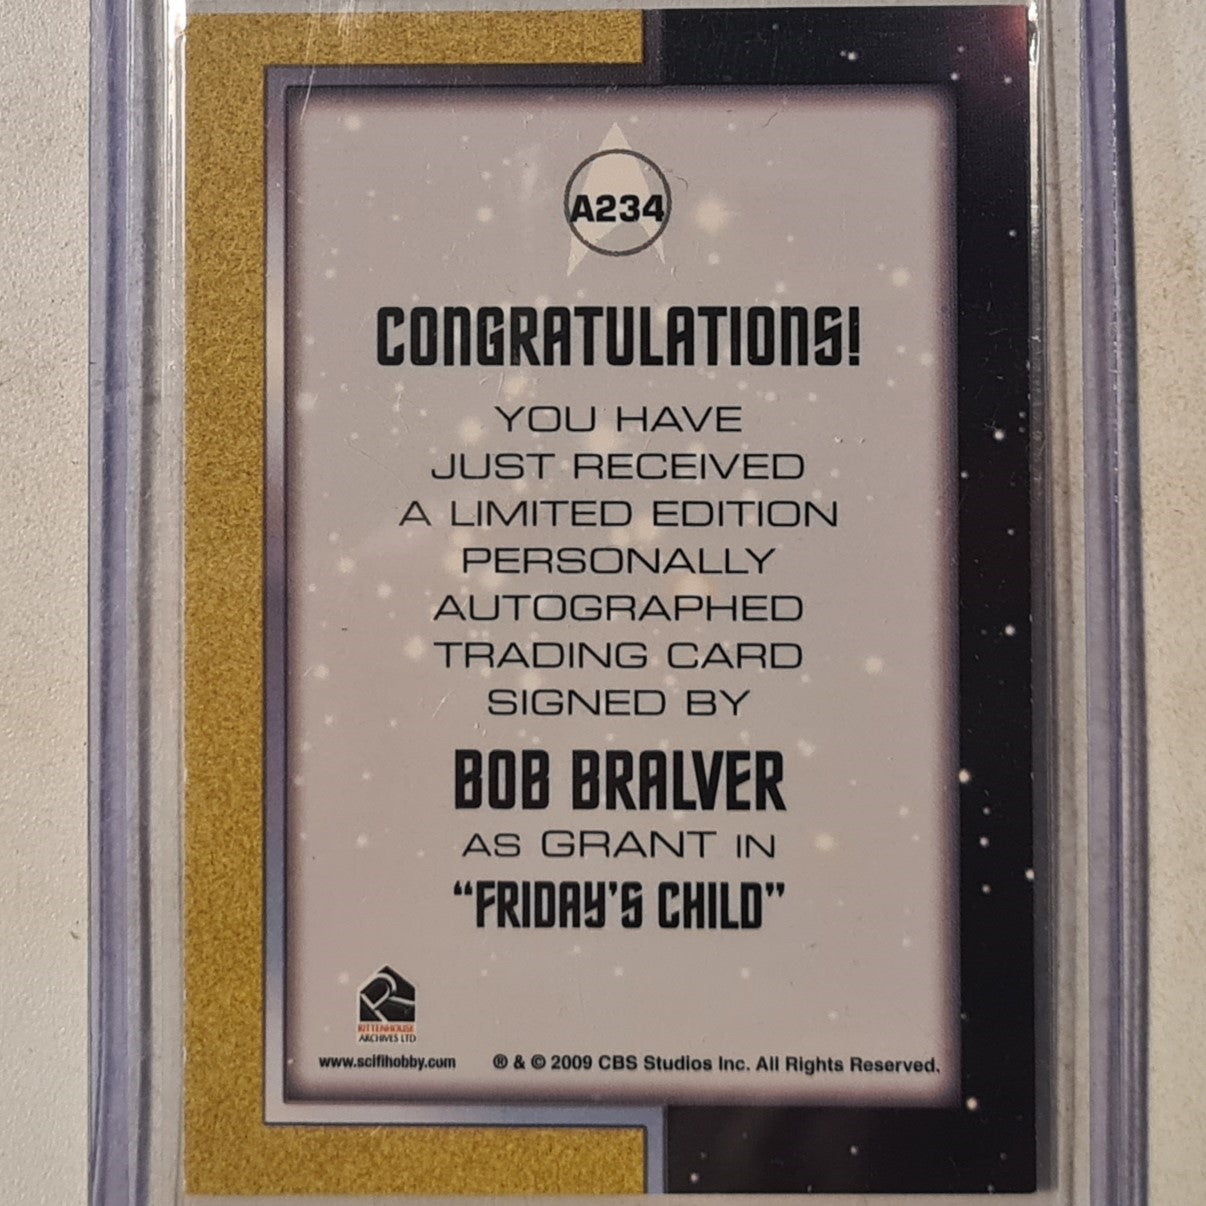 A234
CONGRATULATIONS!
YOU HAVE
JUST RECEIVED
A LIMITED EDITION
PERSONALLY
AUTOGRAPHED
TRADING CARD
SIGNED BY
BOB BRALVER
AS GRANT IN
“FRIDAY’S CHILD”
RITTENHOUSE
ARCHIVES LTD
www.scifihobby.com ® & © 2009 CBS Studios Inc. All Rights Reserved.